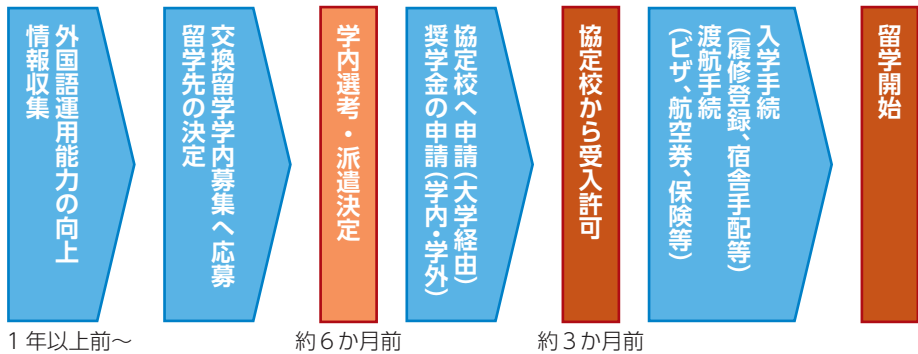 外国語運用能力の向上
情報収集
交換留学学内募集へ応募
留学先の決定
学内選考・派遣決定
協定校へ申請(大学経由)
奨学金の申請(学内・学外)
協定校から受入許可
入学手続
(履修登録、宿舎手配等)
渡航手続
(ビザ、航空券、保険等)
留学開始
1年以上前～
約6か月前
約3か月前